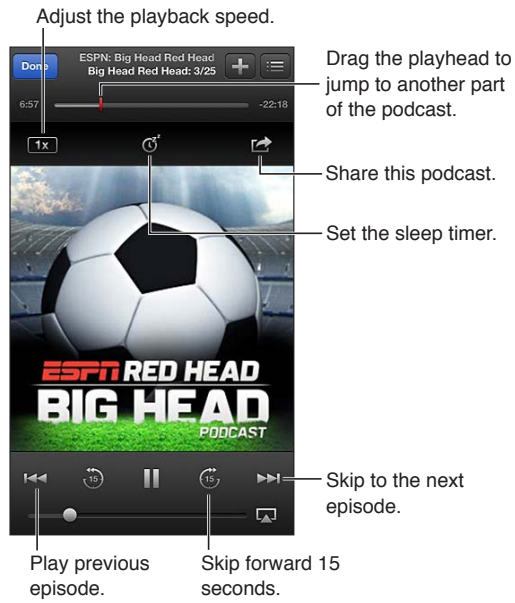 Adjust the playback speed.
Done
ESPN: Big Head Red Head
Big Head Red Head: 3/25
6:57
-22:18
Drag the playhead to
jump to another part
of the podcast.
1x
z z
Share this podcast.
Set the sleep timer.
ESPN RED HEAD
BIG HEAD
PODCAST
15
15
Skip to the next
episode.
Play previous
episode.
Skip forward 15
seconds.